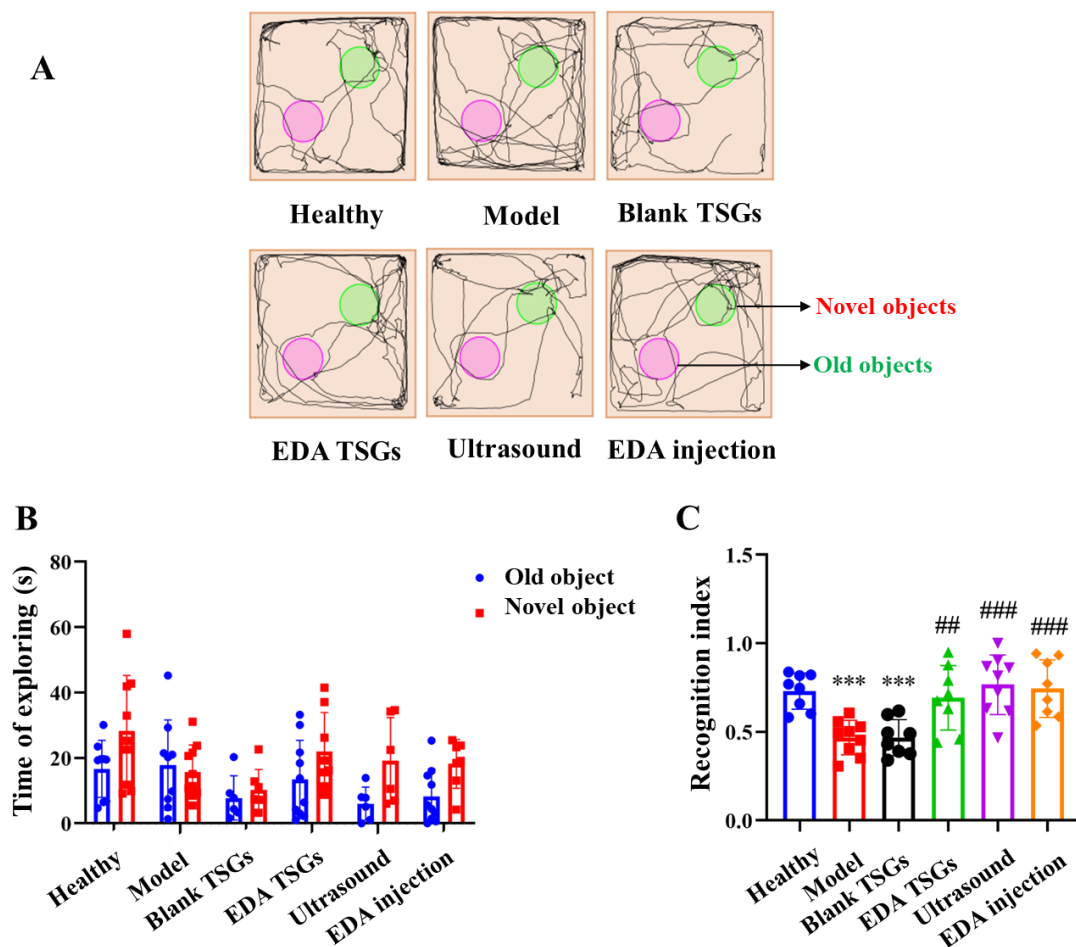 A
Healthy
Model
Blank TSGs
EDA TSGs
Ultrasound
EDA injection
Novel objects
Old objects
B
Time of exploring (s)
80
60
40
20
0
Old object
Novel object
Healthy
Model
Blank TSGs
EDA TSGs
Ultrasound
EDA injection
C
Recognition index
1.5
1.0
0.5
0.0
***
***
##
###
###
Healthy
Model
Blank TSGs
EDA TSGs
Ultrasound
EDA injection